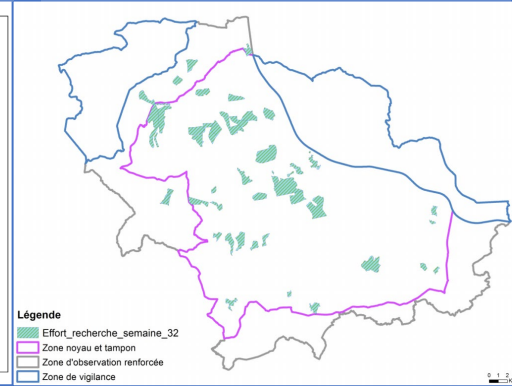 Légende
Effort_recherche_semaine_32
Zone noyau et tampon
Zone d'observation renforcée
Zone de vigilance
0 1 2